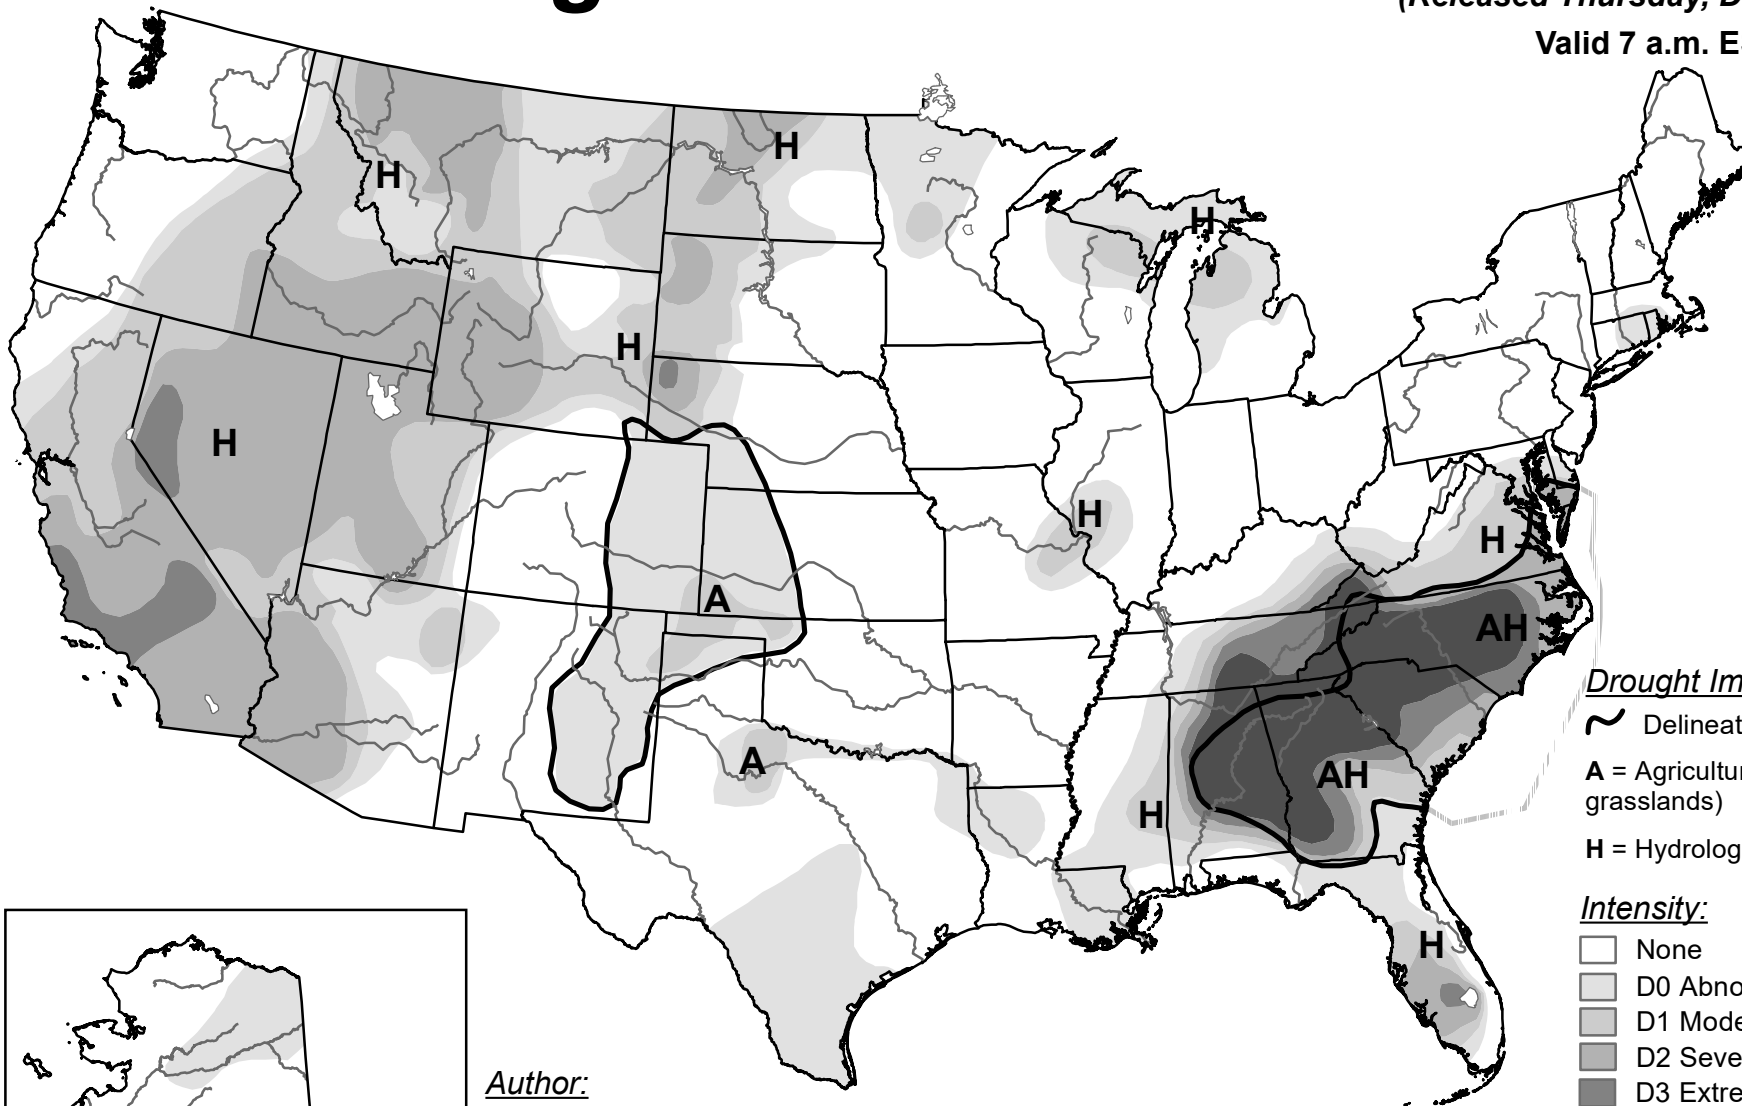 (Released Thursday, D
Valid 7 a.m. E
H
H
H
H
H
A
H
H
AH
A
AH
H
H
Drought Im
Delineat
A = Agricultur
grasslands)
H = Hydrolog
Intensity:
None
D0 Abno
D1 Mode
D2 Seve
D3 Extre
Author: